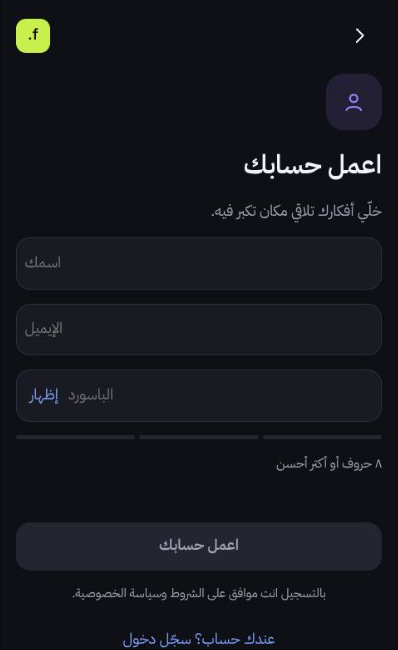 f.
اعمل حسابك
خلّي أفكارك تلاقي مكان تكبر فيه.
اسمك
الإيميل
الباسورد إظهار
٨ حروف أو أكتر أحسن
اعمل حسابك
بالتسجيل انت موافق على الشروط وسياسة الخصوصية.
عندك حساب؟ سجّل دخول